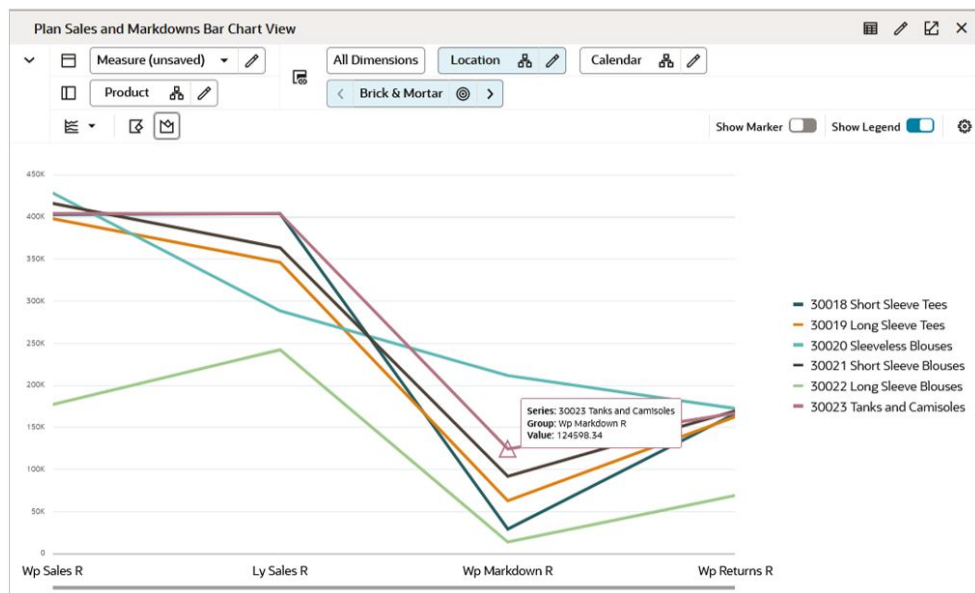 Plan Sales and Markdowns Bar Chart View
Measure (unsaved)
All Dimensions
Location
Calendar
Product
Brick & Mortar
Show Marker
Show Legend
450K
400K
350K
300K
250K
200K
150K
100K
50K
0
Series: 30023 Tanks and Camisoles
Group: Wp Markdown R
Value: 124598.34
Wp Sales R
Ly Sales R
Wp Markdown R
Wp Returns R
30018 Short Sleeve Tees
30019 Long Sleeve Tees
30020 Sleeveless Blouses
30021 Short Sleeve Blouses
30022 Long Sleeve Blouses
30023 Tanks and Camisoles